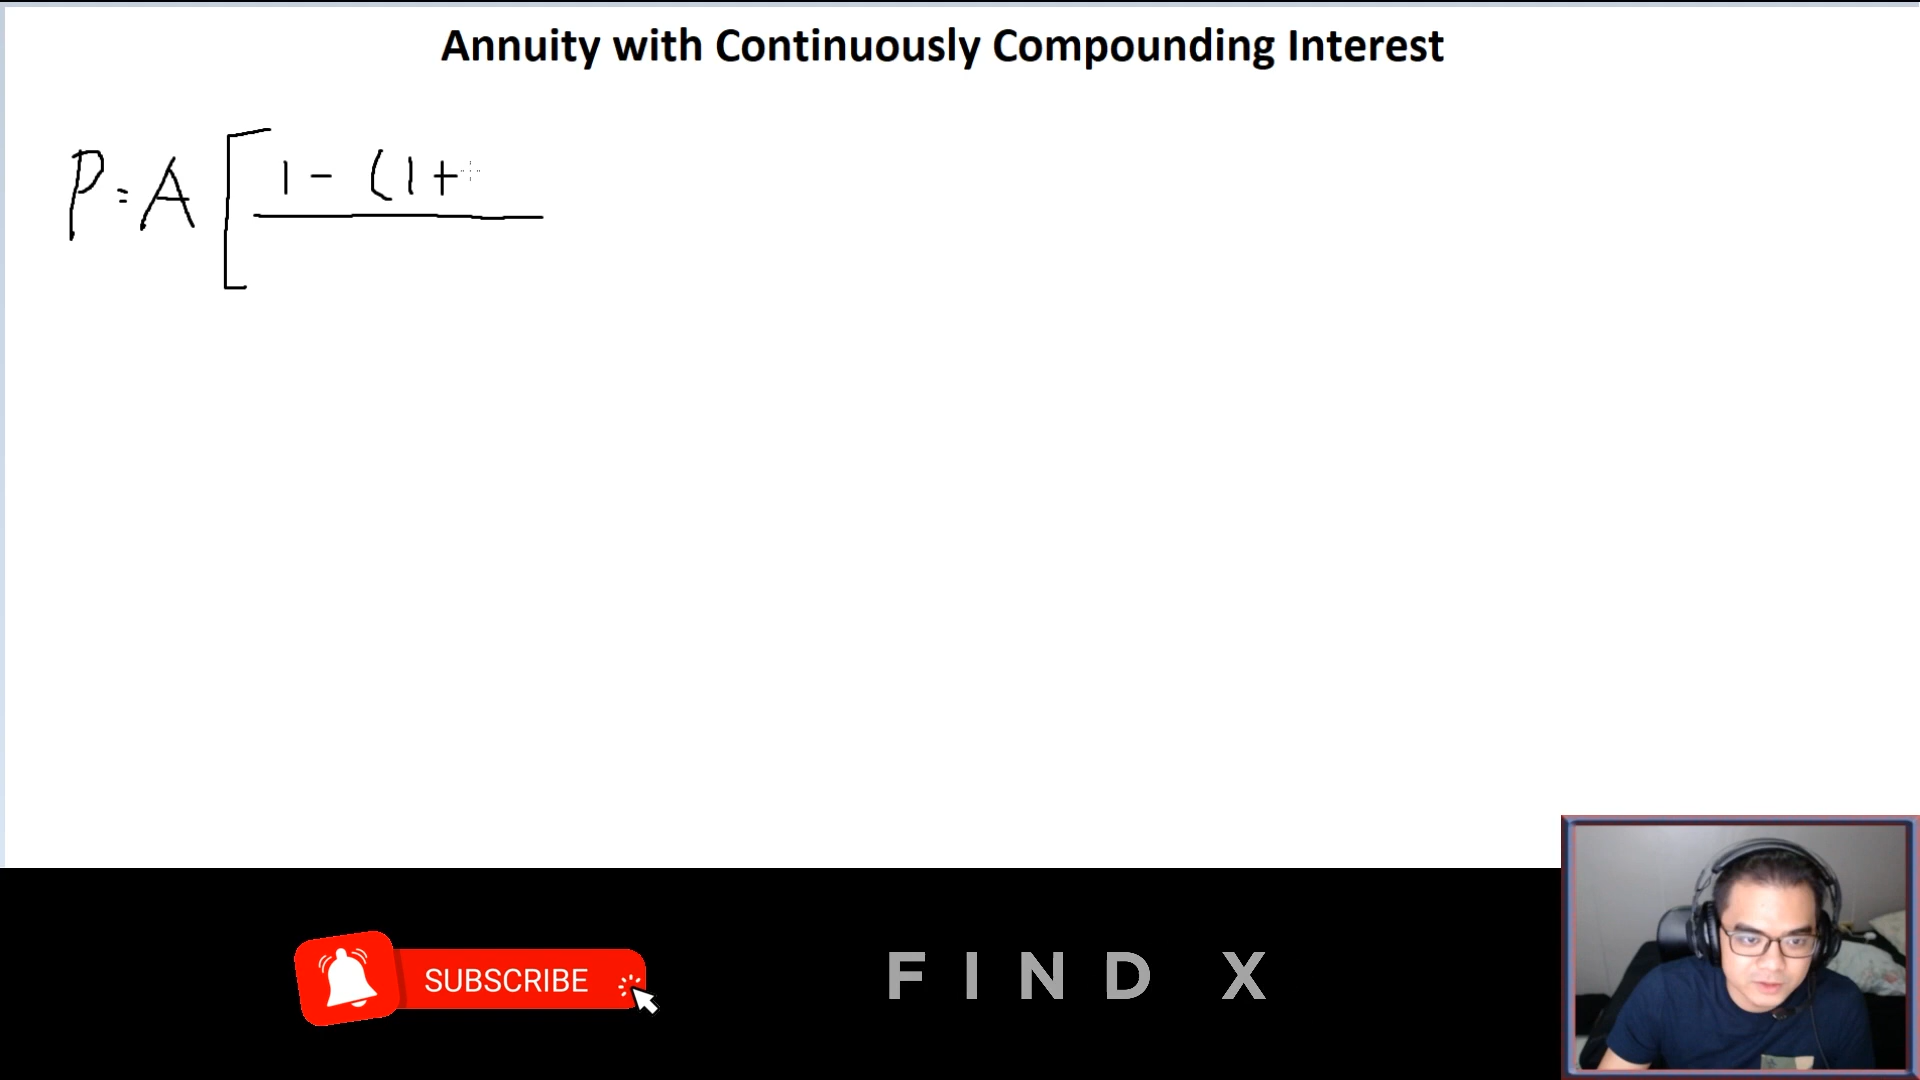 Annuity with Continuously Compounding Interest
P = A [ 1 - ( 1 +
SUBSCRIBE
FIND X